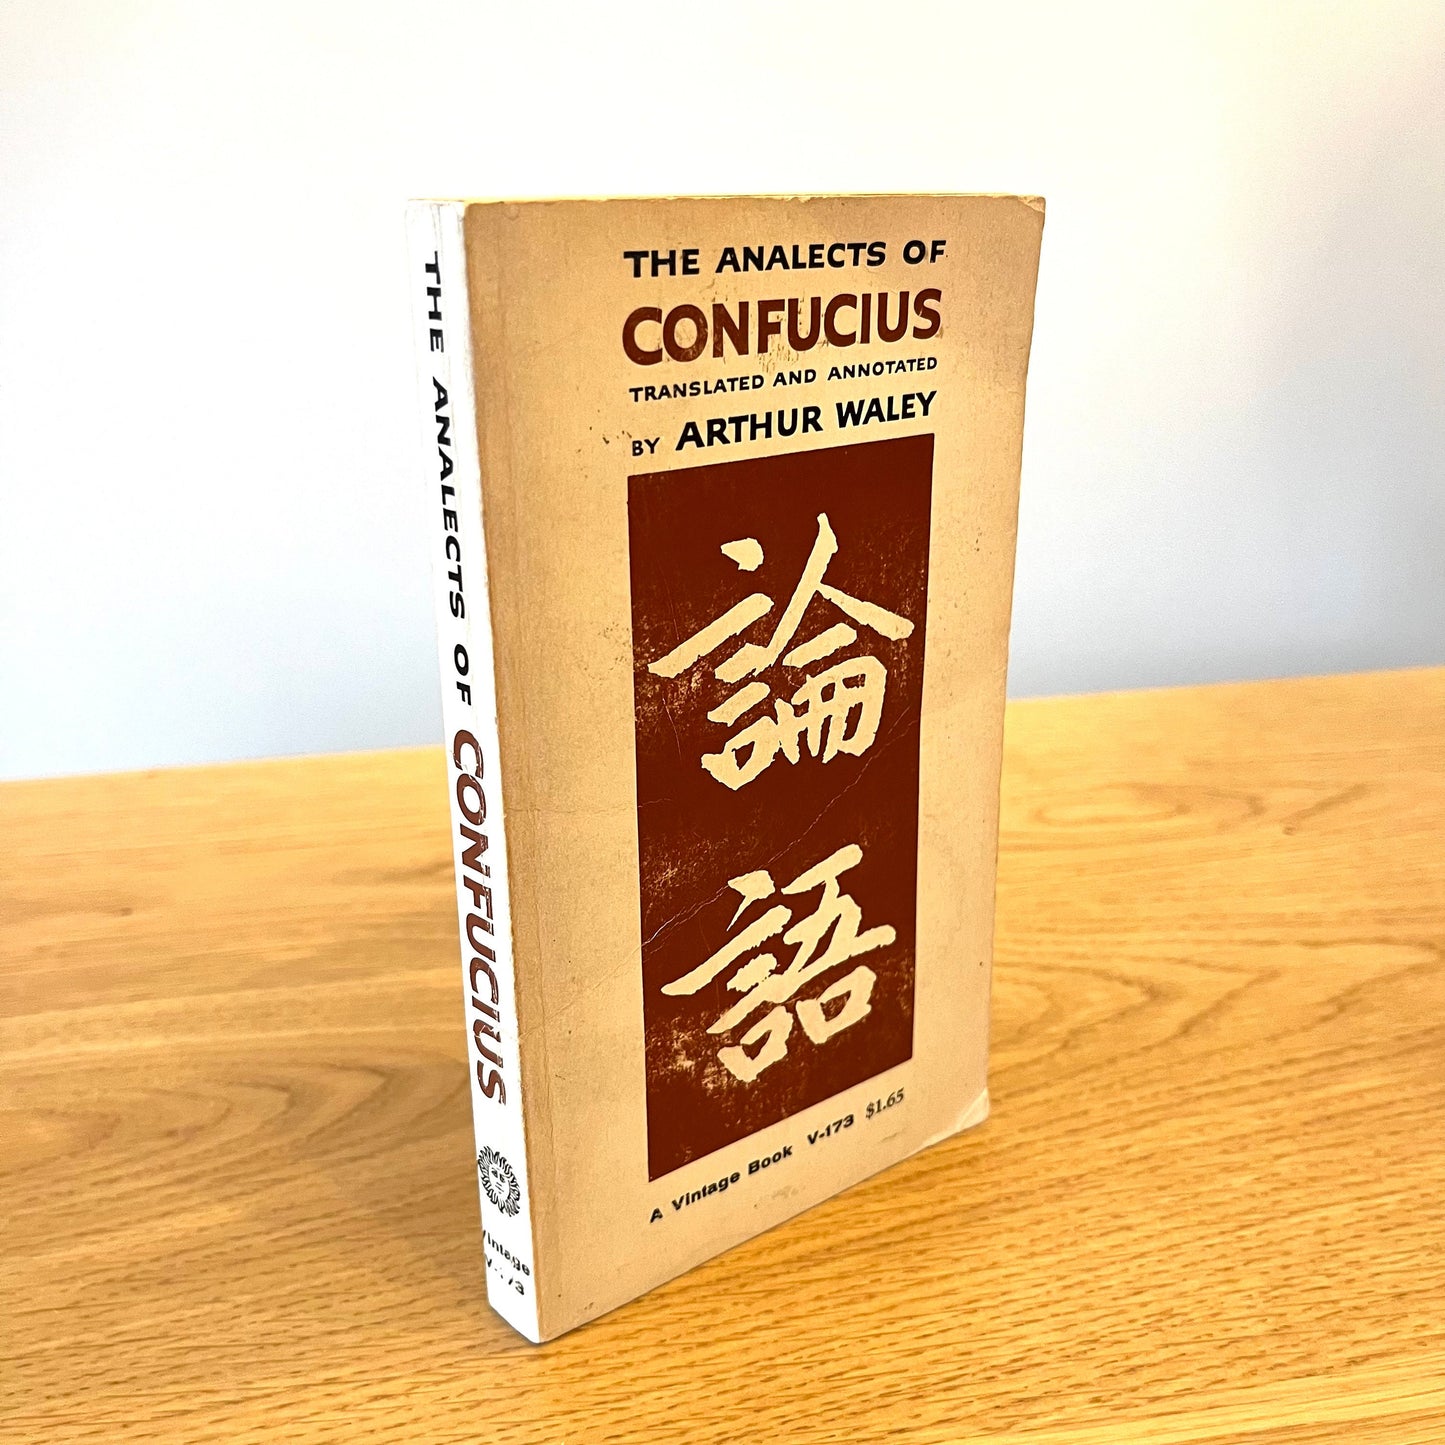 THE ANALECTS OF CONFUCIUS
Vintage
V-173
THE ANALECTS OF
CONFUCIUS
TRANSLATED AND ANNOTATED
BY ARTHUR WALEY
論
語
A Vintage Book V-173 $1.65